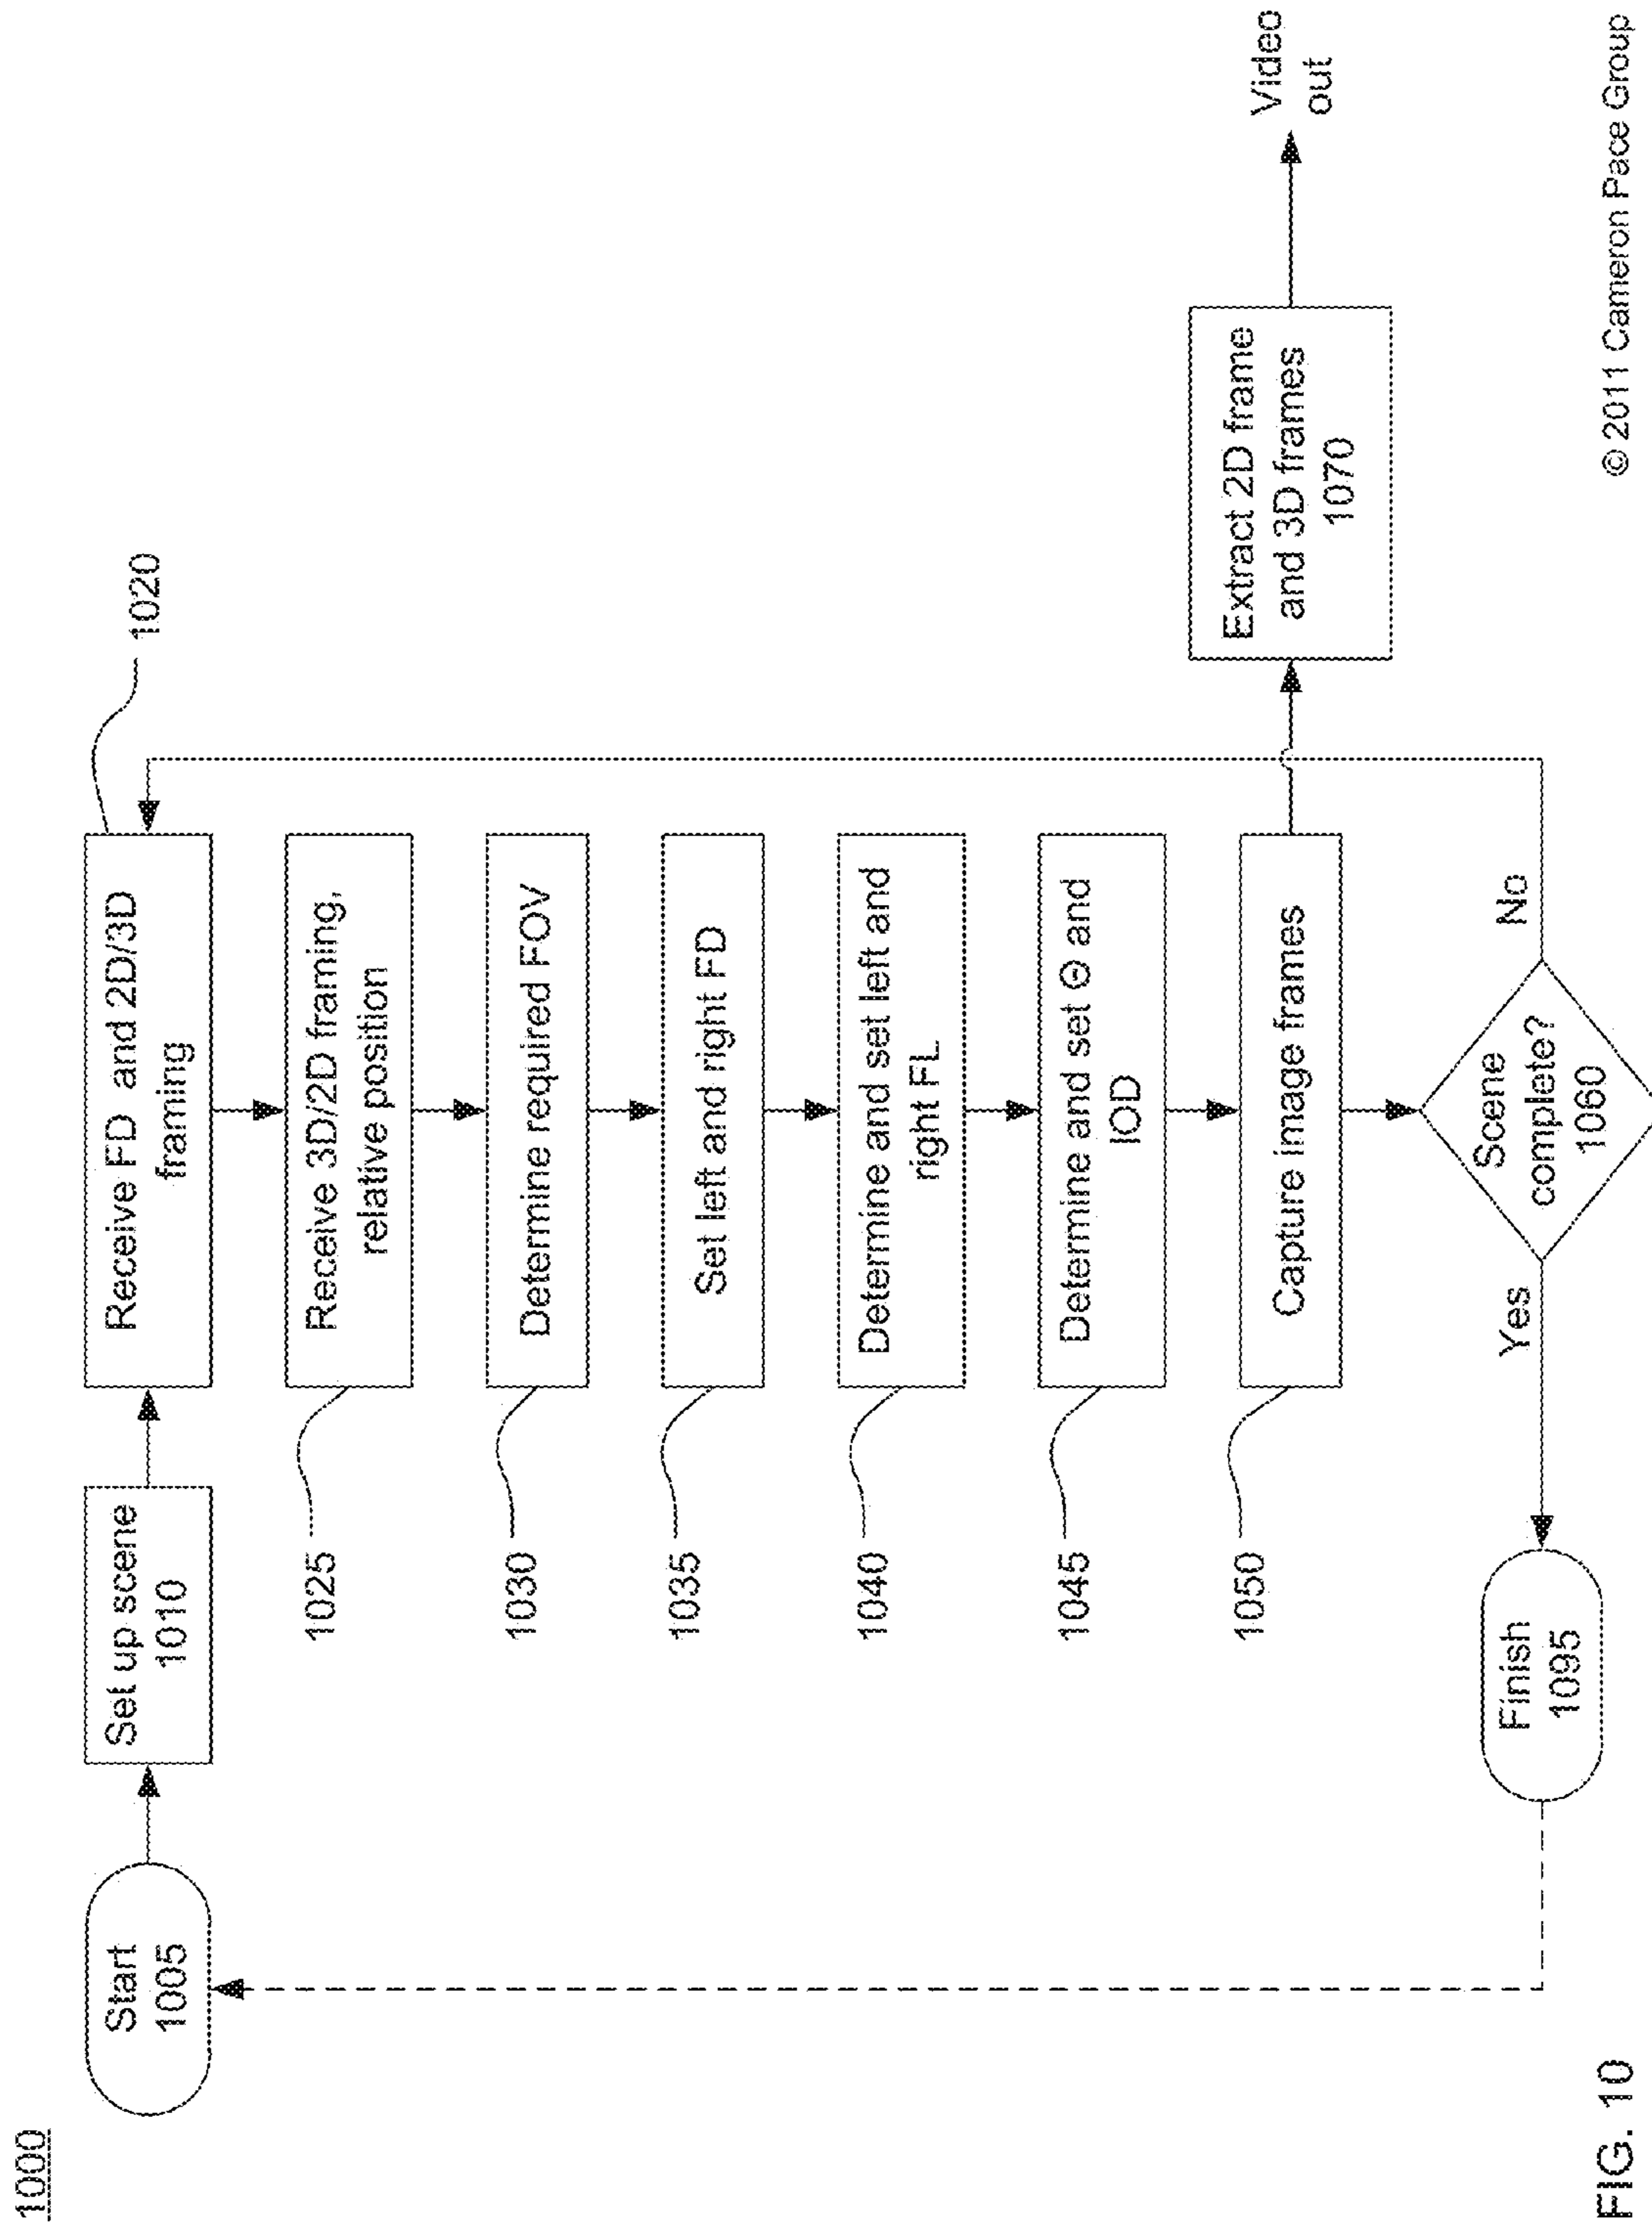 1000
Start
1005
Set up scene
1010
Receive FD and 2D/3D
framing
1020
1025
Receive 3D/2D framing,
relative position
1030
Determine required FOV
1035
Set left and right FD
1040
Determine and set left and
right FL
1045
Determine and set Θ and
IOD
1050
Capture image frames
Extract 2D frame
and 3D frames
1070
Video
out
Scene
complete?
1060
Yes
No
Finish
1095
FIG. 10
© 2011 Cameron Pace Group